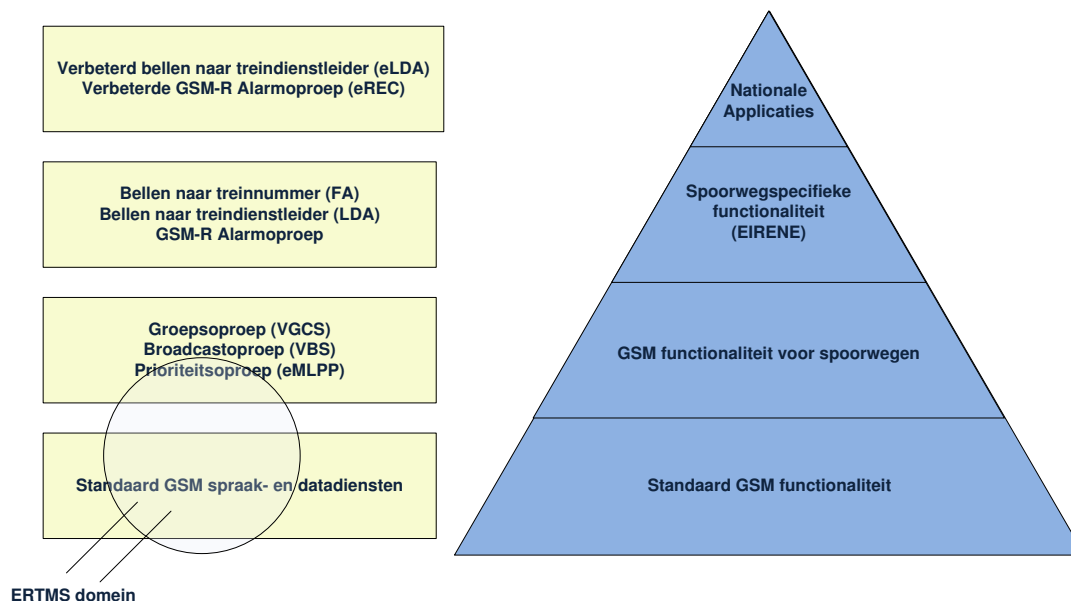 Verbeterd bellen naar treindienstleider (eLDA)
Verbeterde GSM-R Alarmoproep (eREC)
Bellen naar treinnummer (FA)
Bellen naar treindienstleider (LDA)
GSM-R Alarmoproep
Groepsoproep (VGCS)
Broadcastoproep (VBS)
Prioriteitsoproep (eMLPP)
Standaard GSM spraak- en datadiensten
ERTMS domein
Nationale
Applicaties
Spoorwegspecifieke
functionaliteit
(EIRENE)
GSM functionaliteit voor spoorwegen
Standaard GSM functionaliteit